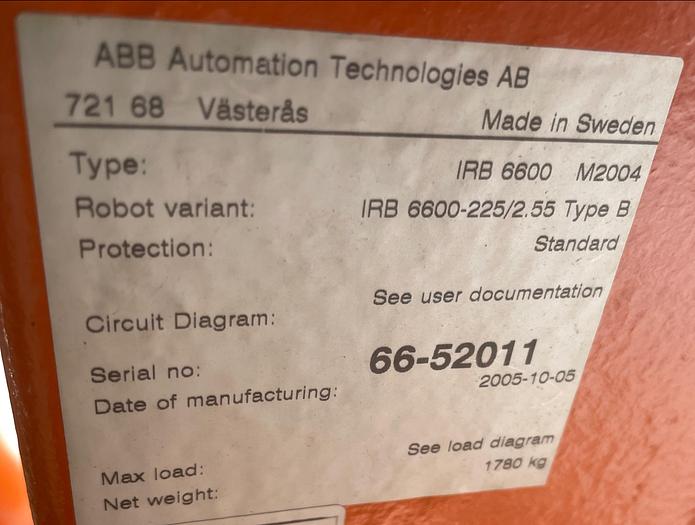 ABB Automation Technologies AB
721 68 Västerås Made in Sweden
Type: IRB 6600 M2004
Robot variant: IRB 6600-225/2.55 Type B
Protection: Standard
Circuit Diagram: See user documentation
Serial no: 66-52011
Date of manufacturing: 2005-10-05
Max load: See load diagram
Net weight: 1780 kg